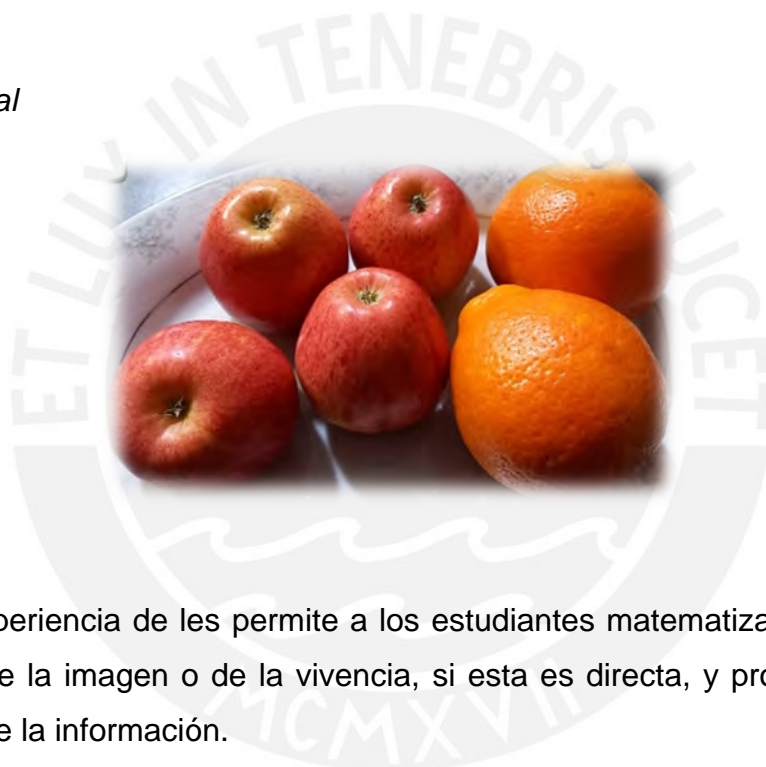 al
ET LUX IN TENEBRIS LUCET
periencia de les permite a los estudiantes matematiza
e la imagen o de la vivencia, si esta es directa, y pro
e la información.
MCMXVII